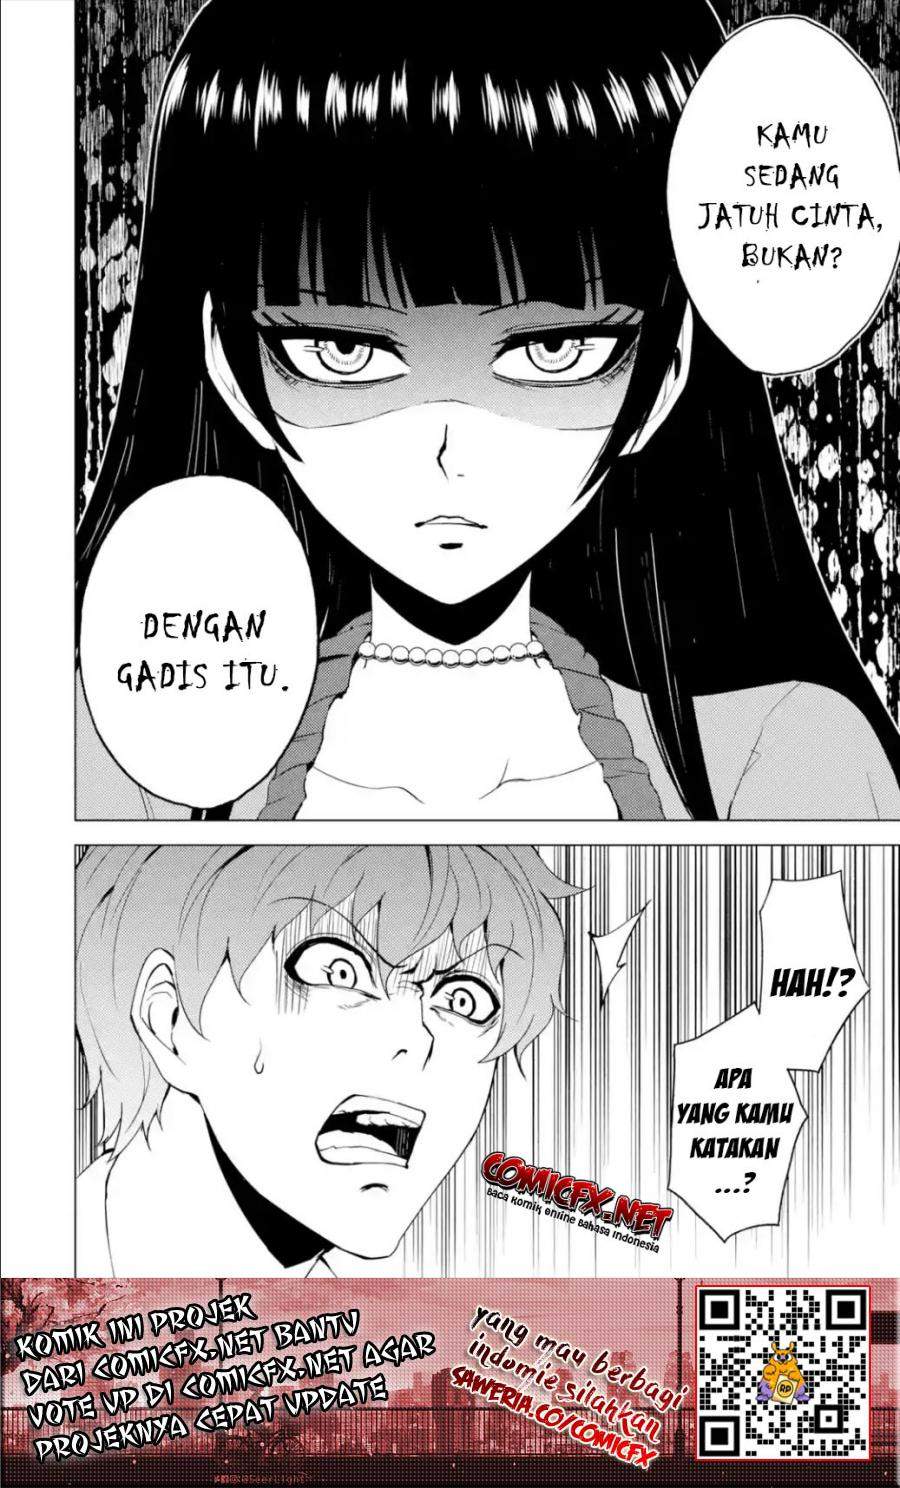 KAMU
SEDANG
JATUH CINTA,
BUKAN?
DENGAN
GADIS ITU.
HAH!?
APA
YANG KAMU
KATAKAN
...?
COMICFX.NET
Baca Komik Online Bahasa Indonesia
KOMIK INI PROJEK
DARI COMICFX.NET BANTU
VOTE UP DI COMICFX.NET AGAR
PROJEKNYA CEPAT UPDATE
yang mau berbagi
indomie silahkan
SAWERIA.CO/COMICFX
RP
@SeerLight